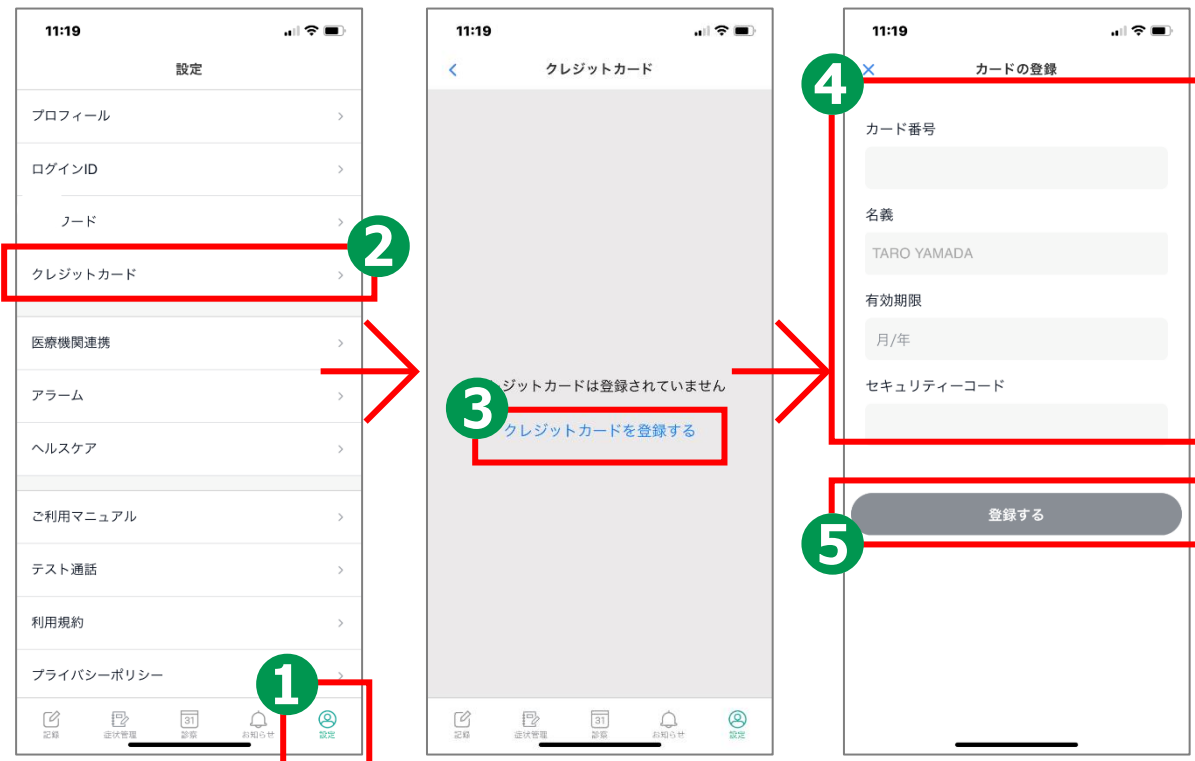 11:19
設定
プロフィール
ログインID
ード
2
クレジットカード
医療機関連携
アラーム
ヘルスケア
ご利用マニュアル
テスト通話
利用規約
プライバシーポリシー
1
記録 症状管理 診察 お知らせ 設定
31
11:19
クレジットカード
ジットカードは登録されていません
3
クレジットカードを登録する
記録 症状管理 診察 お知らせ 設定
31
11:19
4
カードの登録
カード番号
名義
TARO YAMADA
有効期限
月/年
セキュリティーコード
登録する
5